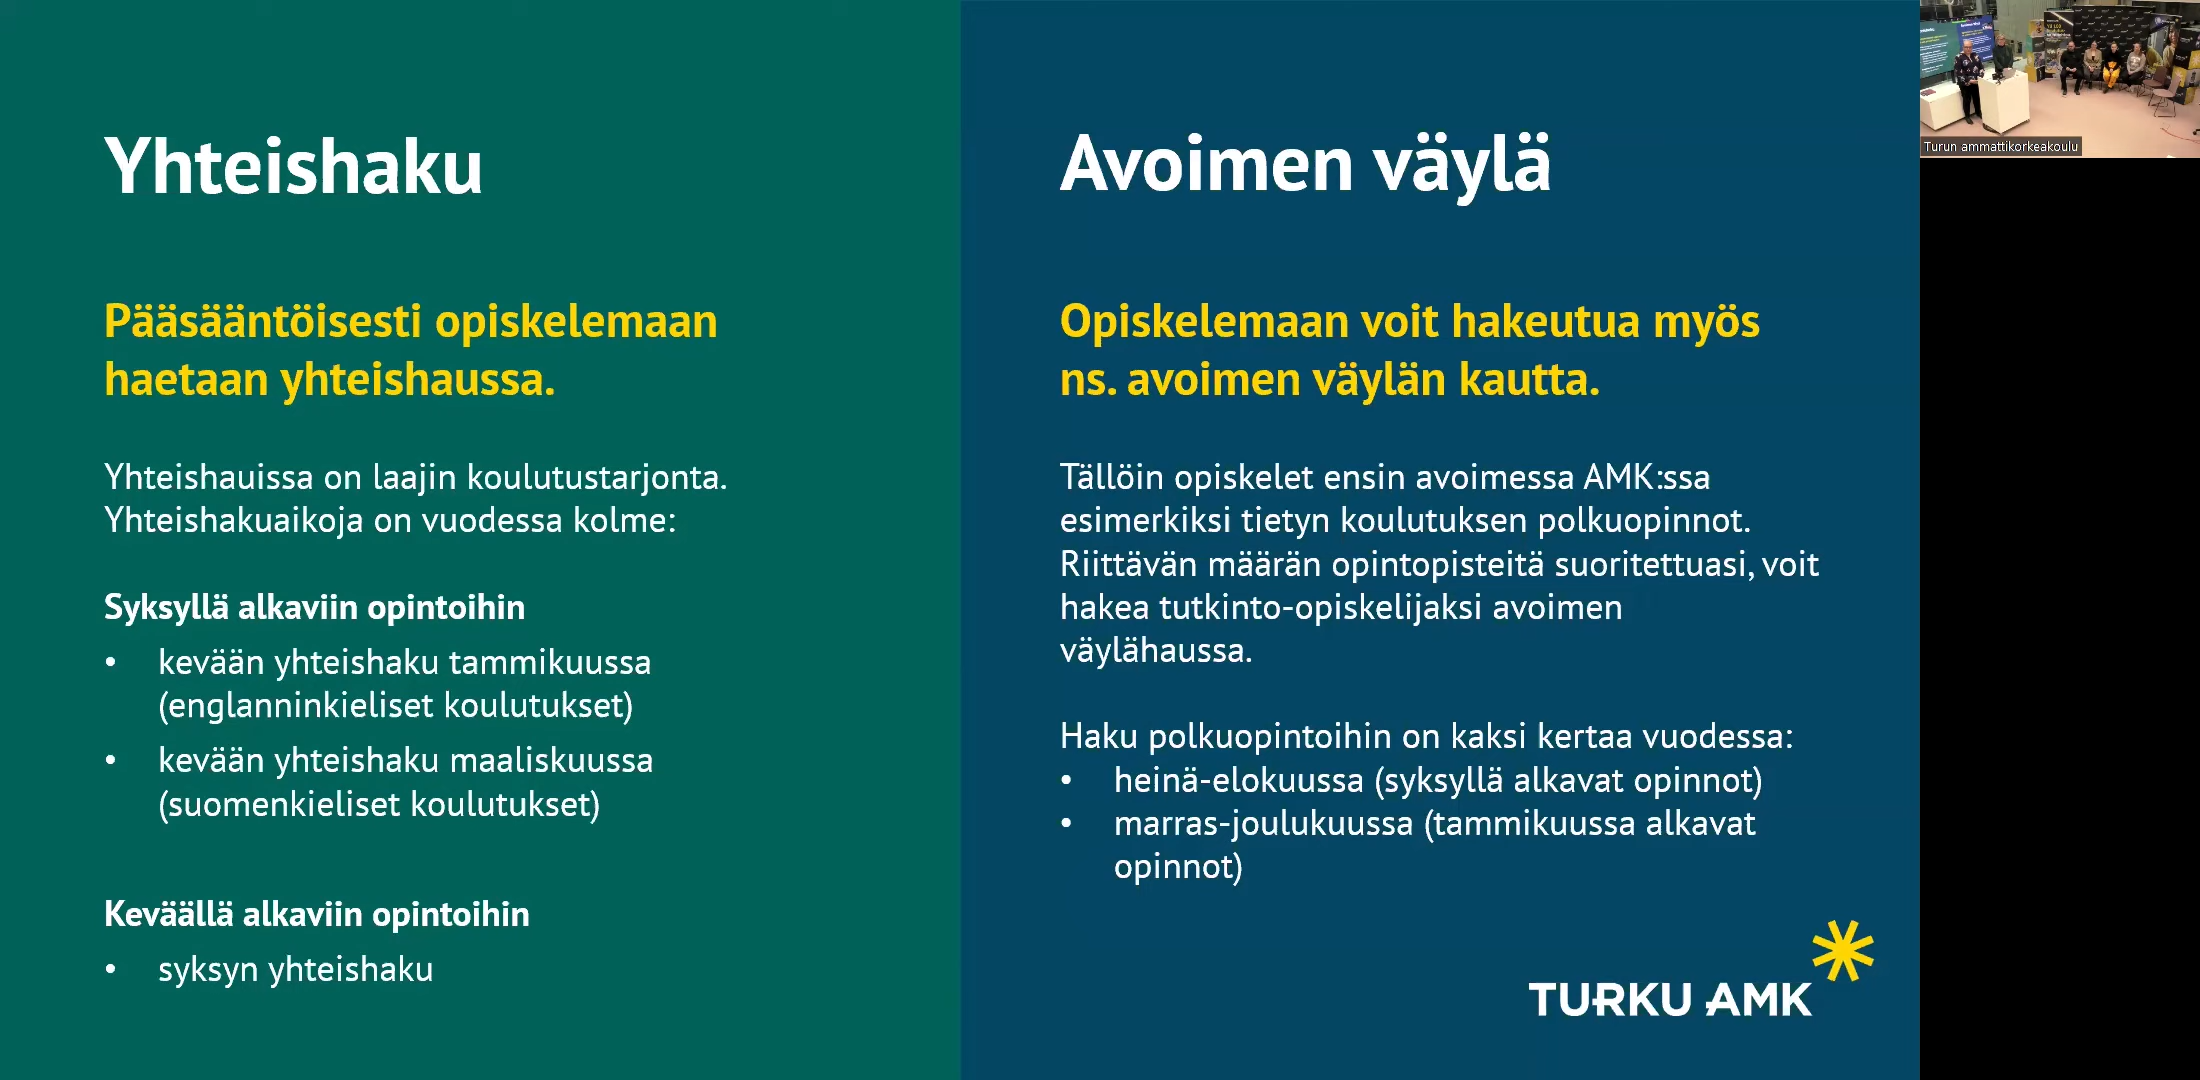 Yhteishaku
Pääsääntöisesti opiskelemaan
haetaan yhteishaussa.
Yhteishauissa on laajin koulutustarjonta.
Yhteishakuaikoja on vuodessa kolme:
Syksyllä alkaviin opintoihin
• kevään yhteishaku tammikuussa
(englanninkieliset koulutukset)
• kevään yhteishaku maaliskuussa
(suomenkieliset koulutukset)
Keväällä alkaviin opintoihin
• syksyn yhteishaku
Avoimen väylä
Opiskelemaan voit hakeutua myös
ns. avoimen väylän kautta.
Tällöin opiskelet ensin avoimessa AMK:ssa
esimerkiksi tietyn koulutuksen polkuopinnot.
Riittävän määrän opintopisteitä suoritettuasi, voit
hakea tutkinto-opiskelijaksi avoimen
väylähaussa.
Haku polkuopintoihin on kaksi kertaa vuodessa:
• heinä-elokuussa (syksyllä alkavat opinnot)
• marras-joulukuussa (tammikuussa alkavat
opinnot)
TURKU AMK
Turun ammattikorkeakoulu